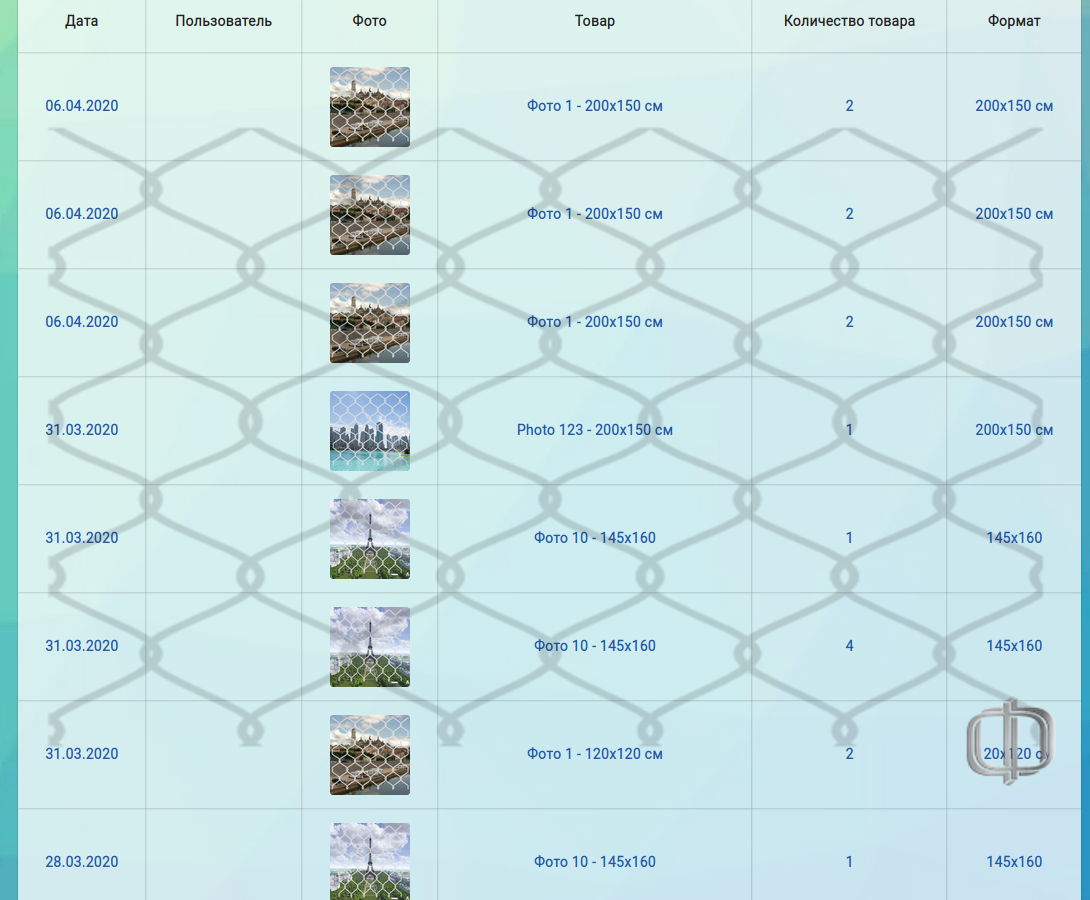 Дата Пользователь Фото Товар Количество товара Формат
06.04.2020 Фото 1 - 200x150 см 2 200x150 см
06.04.2020 Фото 1 - 200x150 см 2 200x150 см
06.04.2020 Фото 1 - 200x150 см 2 200x150 см
31.03.2020 Photo 123 - 200x150 см 1 200x150 см
31.03.2020 Фото 10 - 145x160 1 145x160
31.03.2020 Фото 10 - 145x160 4 145x160
31.03.2020 Фото 1 - 120x120 см 2
28.03.2020 Фото 10 - 145x160 1 145x160